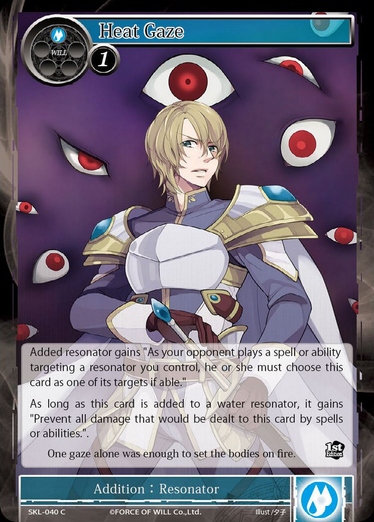 Heat Gaze
WILL
1
Added resonator gains "As your opponent plays a spell or ability
targeting a resonator you control, he or she must choose this
card as one of its targets if able."
As long as this card is added to a water resonator, it gains
"Prevent all damage that would be dealt to this card by spells
or abilities.".
One gaze alone was enough to set the bodies on fire.
1st
Edition
Addition : Resonator
SKL-040 C ©FORCE OF WILL Co.,Ltd. Illust/タ子